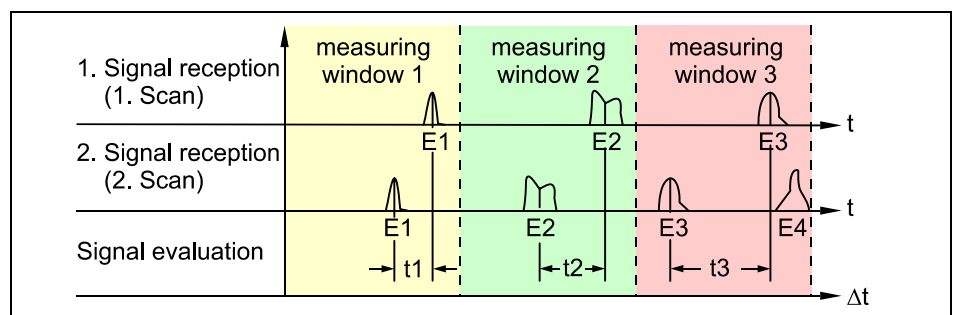 measuring window 1
measuring window 2
measuring window 3
1. Signal reception
(1. Scan)
E1
E2
E3
t
2. Signal reception
(2. Scan)
E1
E2
E3
E4
t
Signal evaluation
t1
t2
t3
Δt